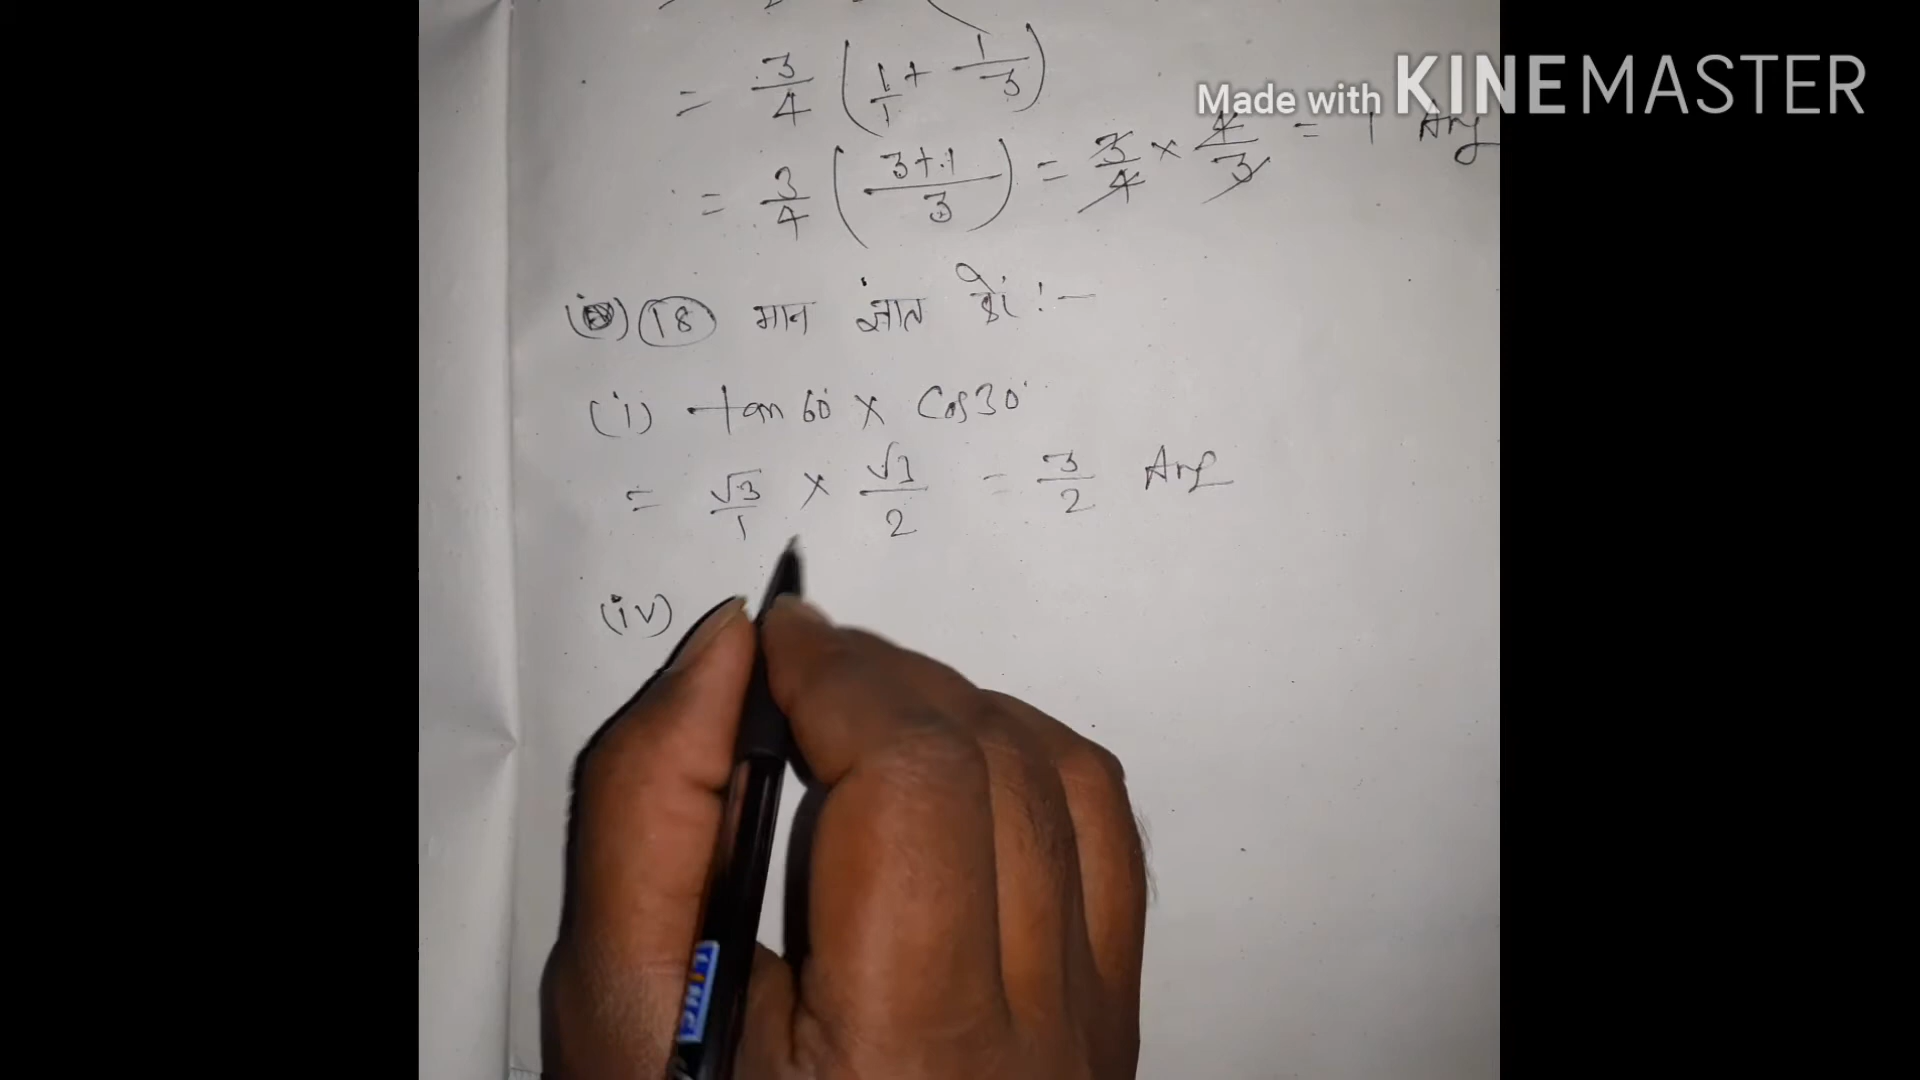 = 3/4 (1/1 + 1/3)
Made with KINEMASTER
= 3/4 (3+1/3) = 3/4 × 4/3 = 1 Ans
(18) मान ज्ञात करें :-
(i) tan 60° × Cos 30°
= √3/1 × √3/2 = 3/2 Ans
(iv)
LINC